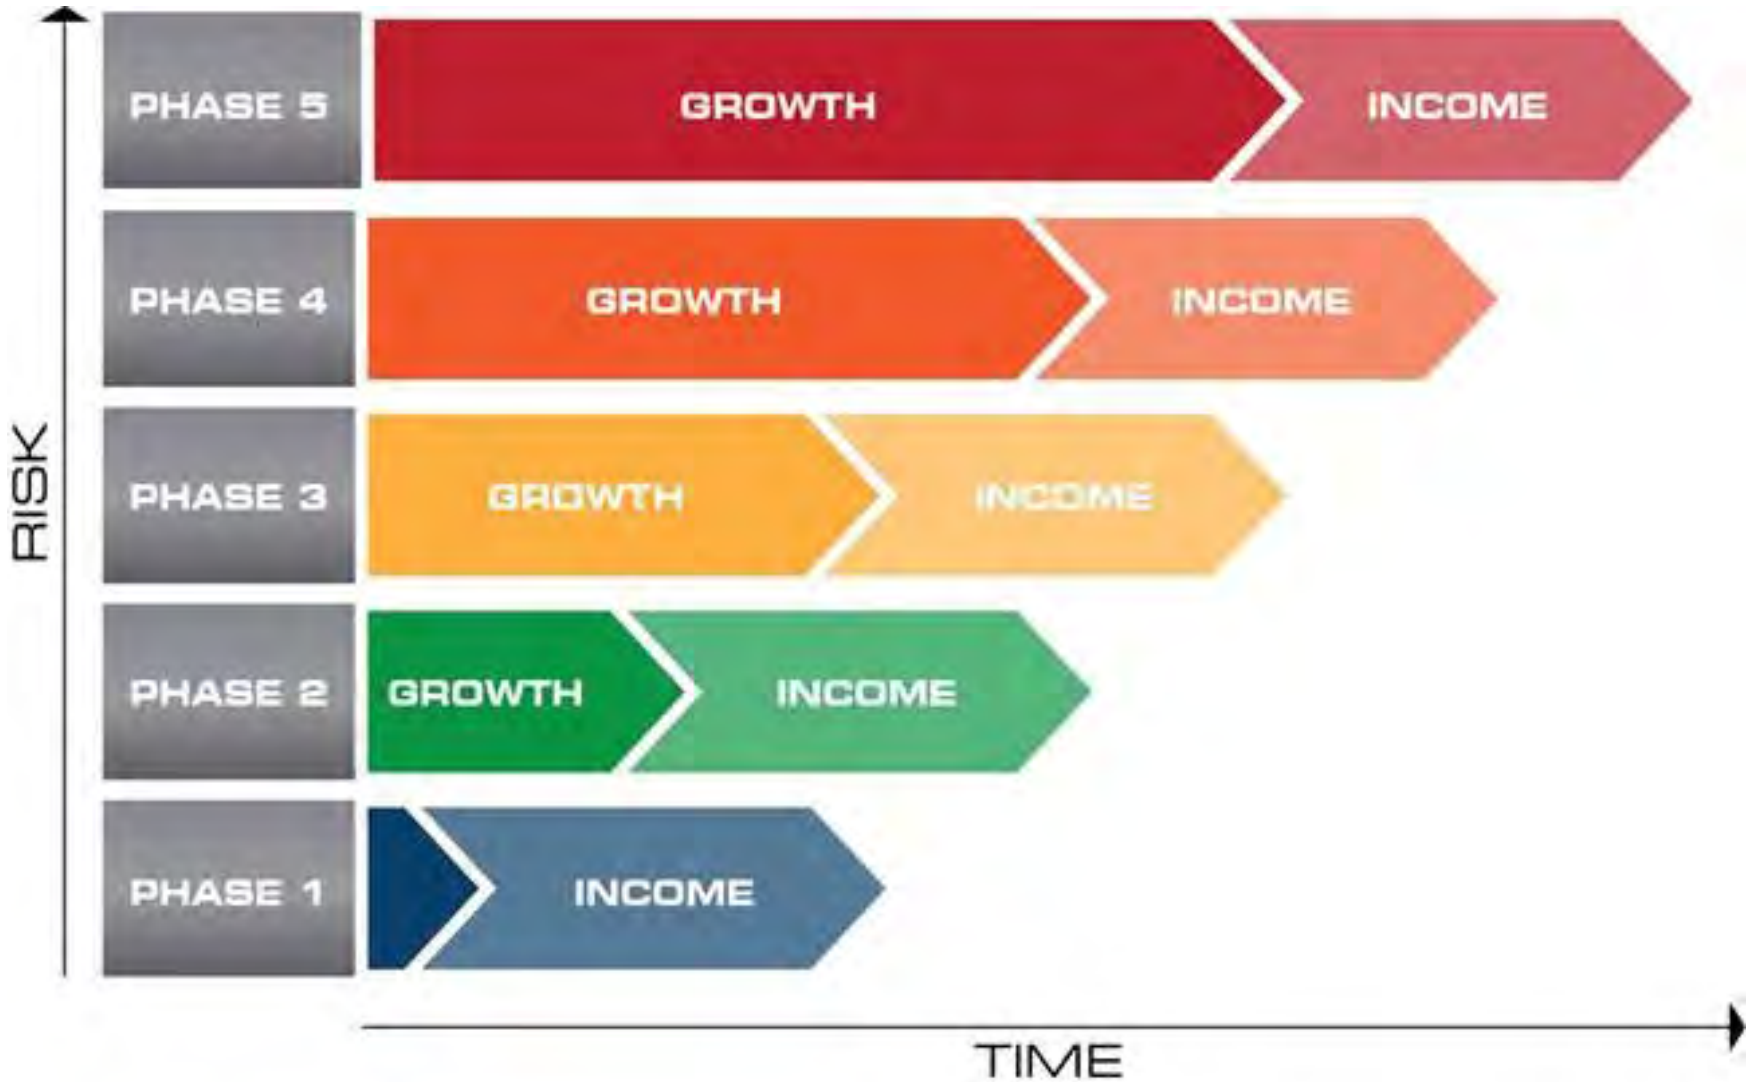 PHASE 5 GROWTH INCOME
PHASE 4 GROWTH INCOME
RISK
PHASE 3 GROWTH INCOME
PHASE 2 GROWTH INCOME
PHASE 1 INCOME
TIME